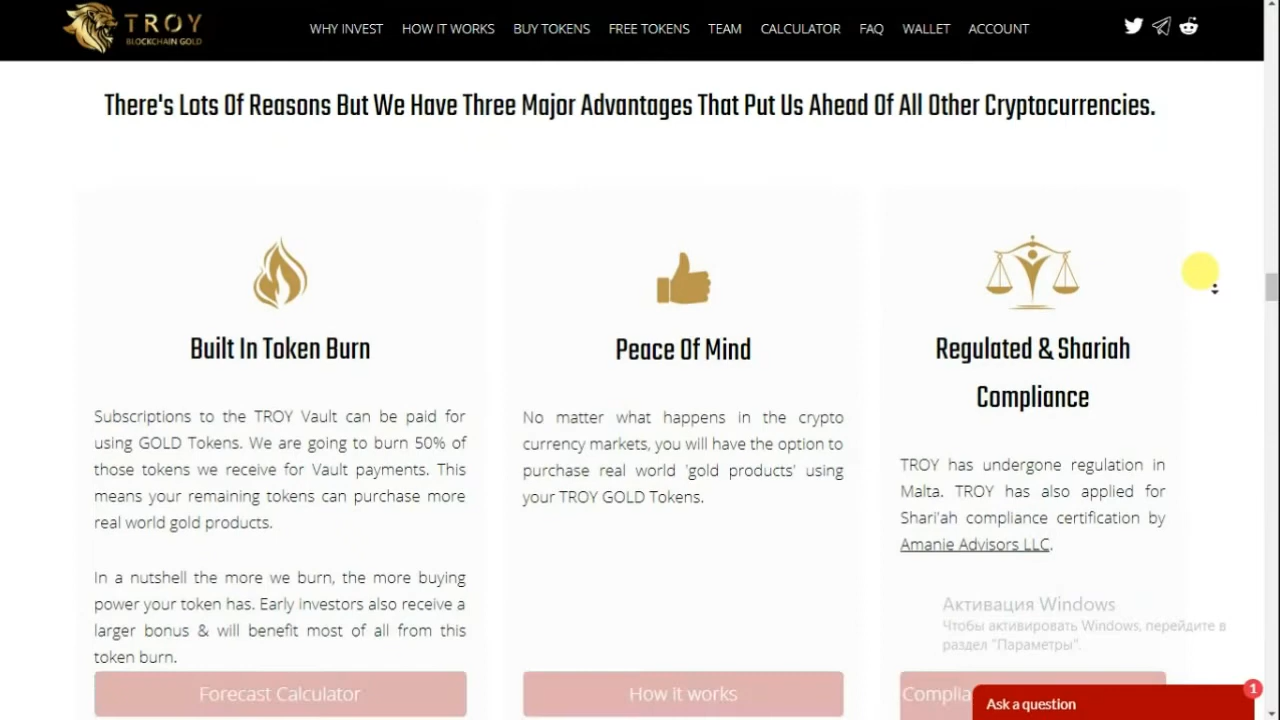 TROY
BLOCKCHAIN GOLD
WHY INVEST HOW IT WORKS BUY TOKENS FREE TOKENS TEAM CALCULATOR FAQ WALLET ACCOUNT
There's Lots Of Reasons But We Have Three Major Advantages That Put Us Ahead Of All Other Cryptocurrencies.
Built In Token Burn
Subscriptions to the TROY Vault can be paid for
using GOLD Tokens. We are going to burn 50% of
those tokens we receive for Vault payments. This
means your remaining tokens can purchase more
real world gold products.
In a nutshell the more we burn, the more buying
power your token has. Early investors also receive a
larger bonus & will benefit most of all from this
token burn.
Forecast Calculator
Peace Of Mind
No matter what happens in the crypto
currency markets, you will have the option to
purchase real world 'gold products' using
your TROY GOLD Tokens.
How it works
Regulated & Shariah
Compliance
TROY has undergone regulation in
Malta. TROY has also applied for
Shari'ah compliance certification by
Amanie Advisors LLC.
Активация Windows
Чтобы активировать Windows, перейдите в
раздел "Параметры".
Complia
Ask a question
1